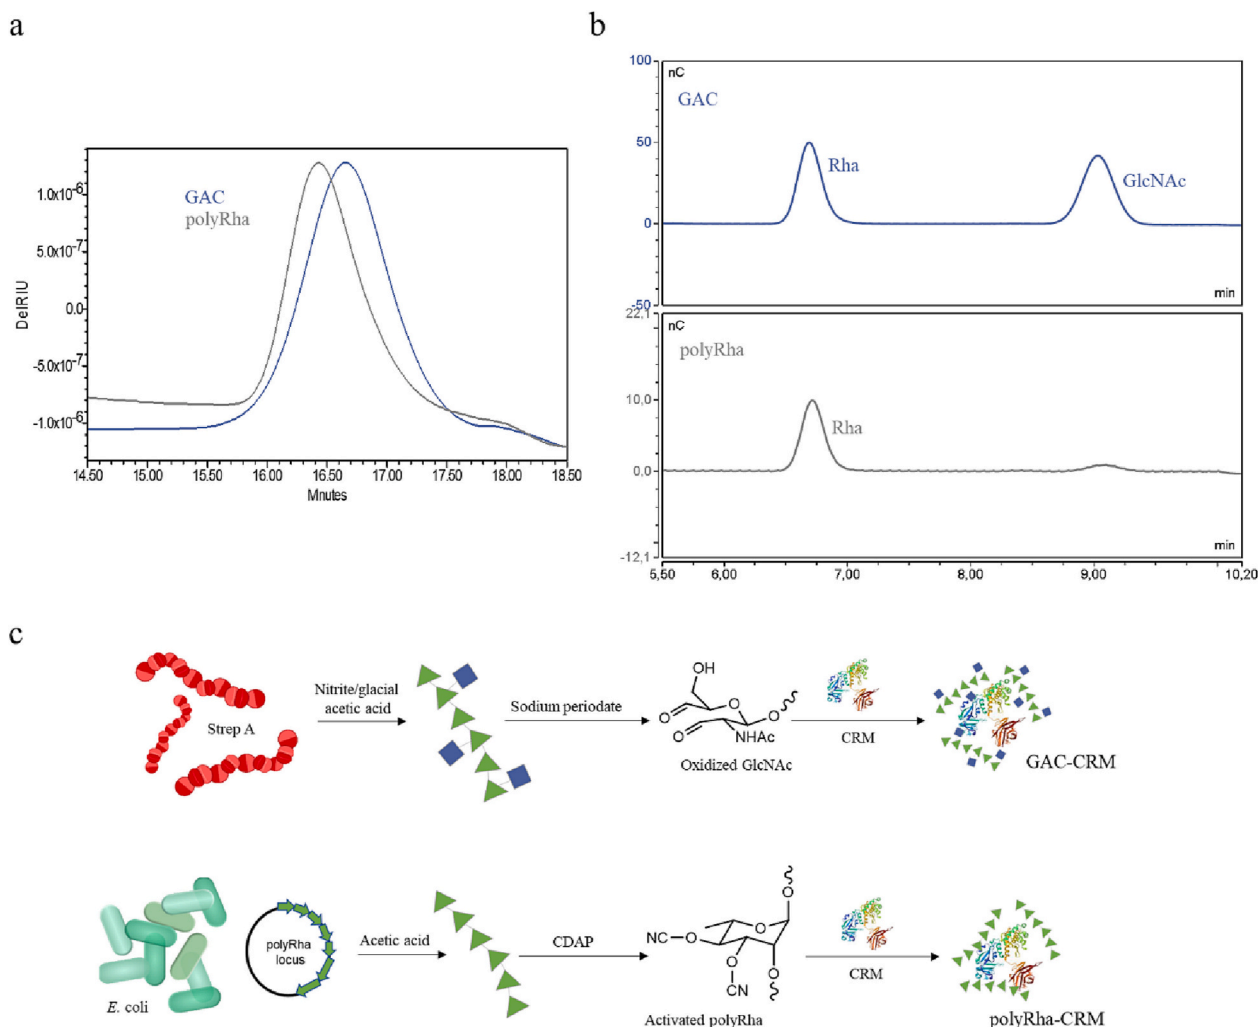 a
GAC
polyRha
DelRIU
1.0x10⁻⁶
5.0x10⁻⁷
0.0
-5.0x10⁻⁷
-1.0x10⁻⁶
14.50 15.00 15.50 16.00 16.50 17.00 17.50 18.00 18.50
Mnutes
b
100
50
0
-50
nC
GAC
Rha
GlcNAc
min
22,1
10,0
0,0
-12,1
nC
polyRha
Rha
min
5,50 6,00 7,00 8,00 9,00 10,20
c
Strep A
Nitrite/glacial
acetic acid
Sodium periodate
OH
O
O
O
O
NHAc
Oxidized GlcNAc
CRM
GAC-CRM
E. coli
polyRha
locus
Acetic acid
CDAP
O
O
NC-O
O
O
CN
Activated polyRha
CRM
polyRha-CRM